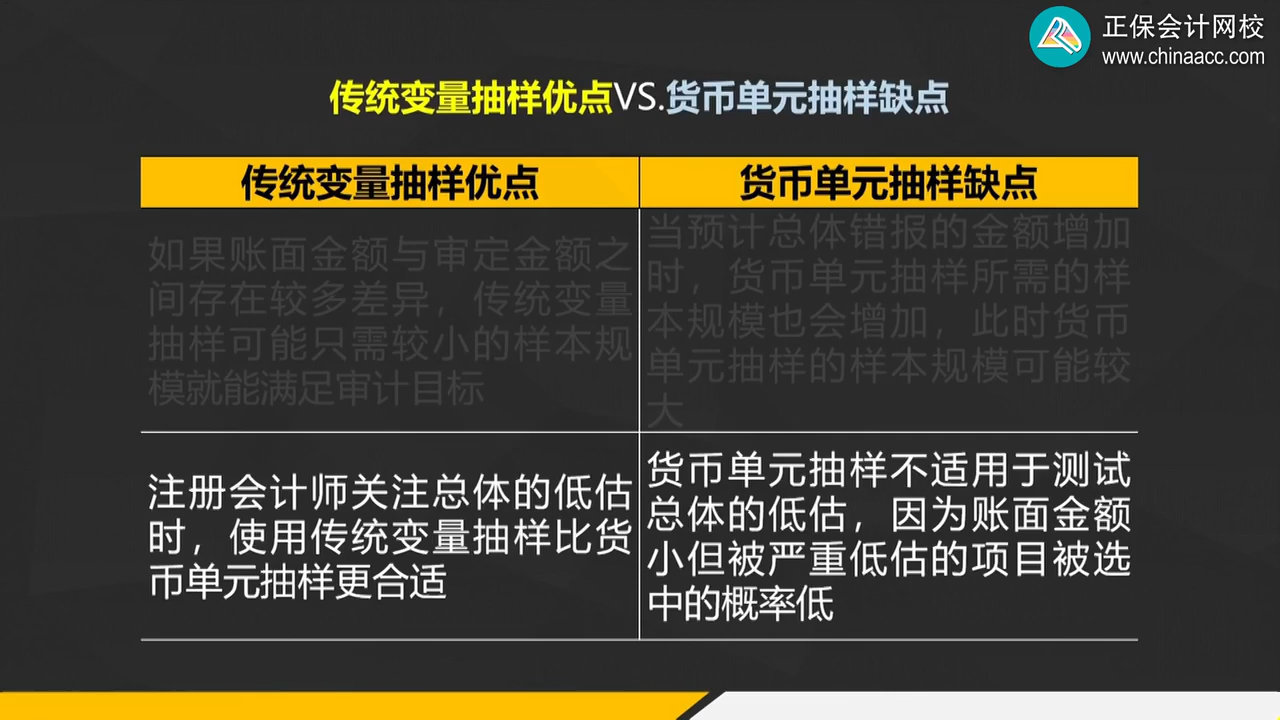 正保会计网校
www.chinaacc.com
传统变量抽样优点VS.货币单元抽样缺点
传统变量抽样优点
货币单元抽样缺点
如果账面金额与审定金额之
间存在较多差异，传统变量
抽样可能只需较小的样本规
模就能满足审计目标
当预计总体错报的金额增加
时，货币单元抽样所需的样
本规模也会增加，此时货币
单元抽样的样本规模可能较
大
注册会计师关注总体的低估
时，使用传统变量抽样比货
币单元抽样更合适
货币单元抽样不适用于测试
总体的低估，因为账面金额
小但被严重低估的项目被选
中的概率低